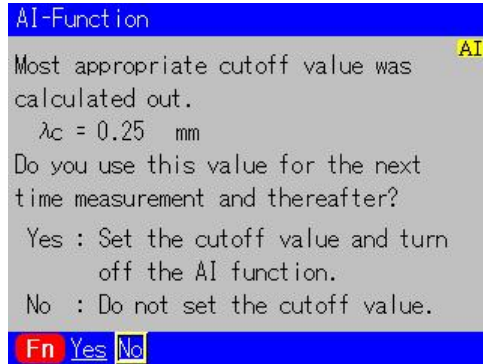 AI-Function
AI
Most appropriate cutoff value was
calculated out.
λc = 0.25 mm
Do you use this value for the next
time measurement and thereafter?
Yes : Set the cutoff value and turn
off the AI function.
No : Do not set the cutoff value.
Fn Yes No